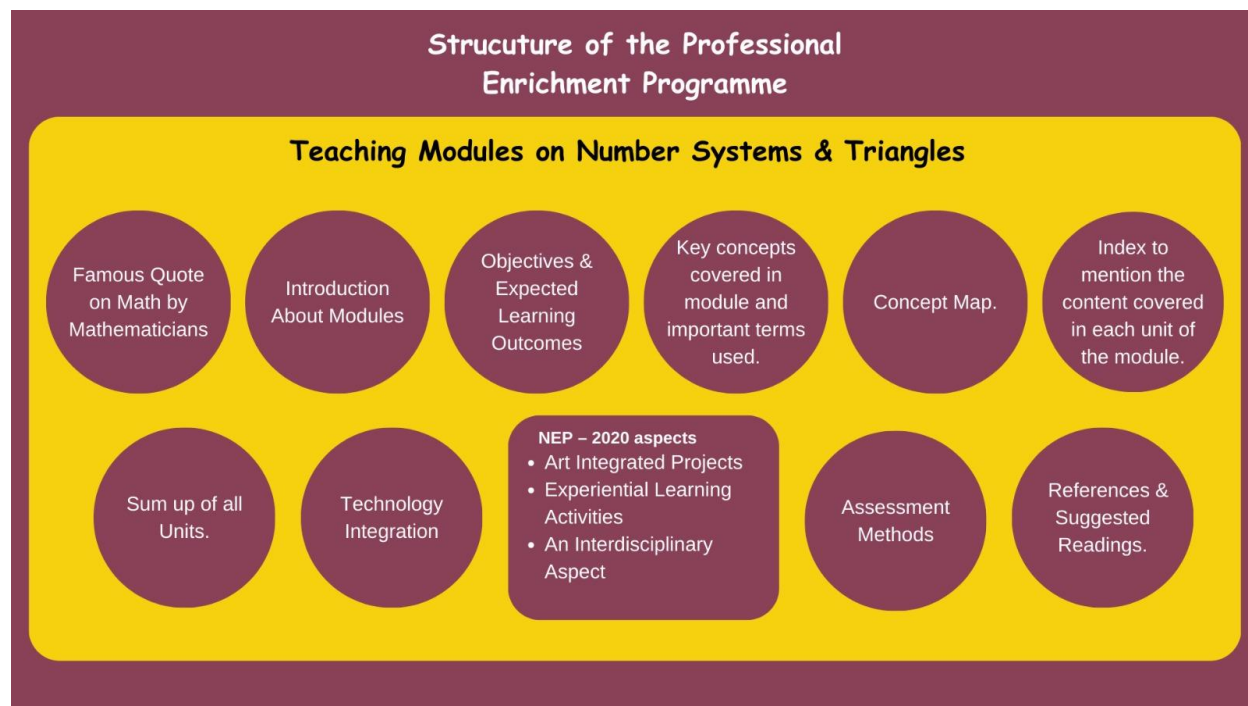 Strucuture of the Professional
Enrichment Programme
Teaching Modules on Number Systems & Triangles
Famous Quote
on Math by
Mathematicians
Introduction
About Modules
Objectives &
Expected
Learning
Outcomes
Key concepts
covered in
module and
important terms
used.
Concept Map.
Index to
mention the
content covered
in each unit of
the module.
Sum up of all
Units.
Technology
Integration
NEP – 2020 aspects
• Art Integrated Projects
• Experiential Learning
Activities
• An Interdisciplinary
Aspect
Assessment
Methods
References &
Suggested
Readings.